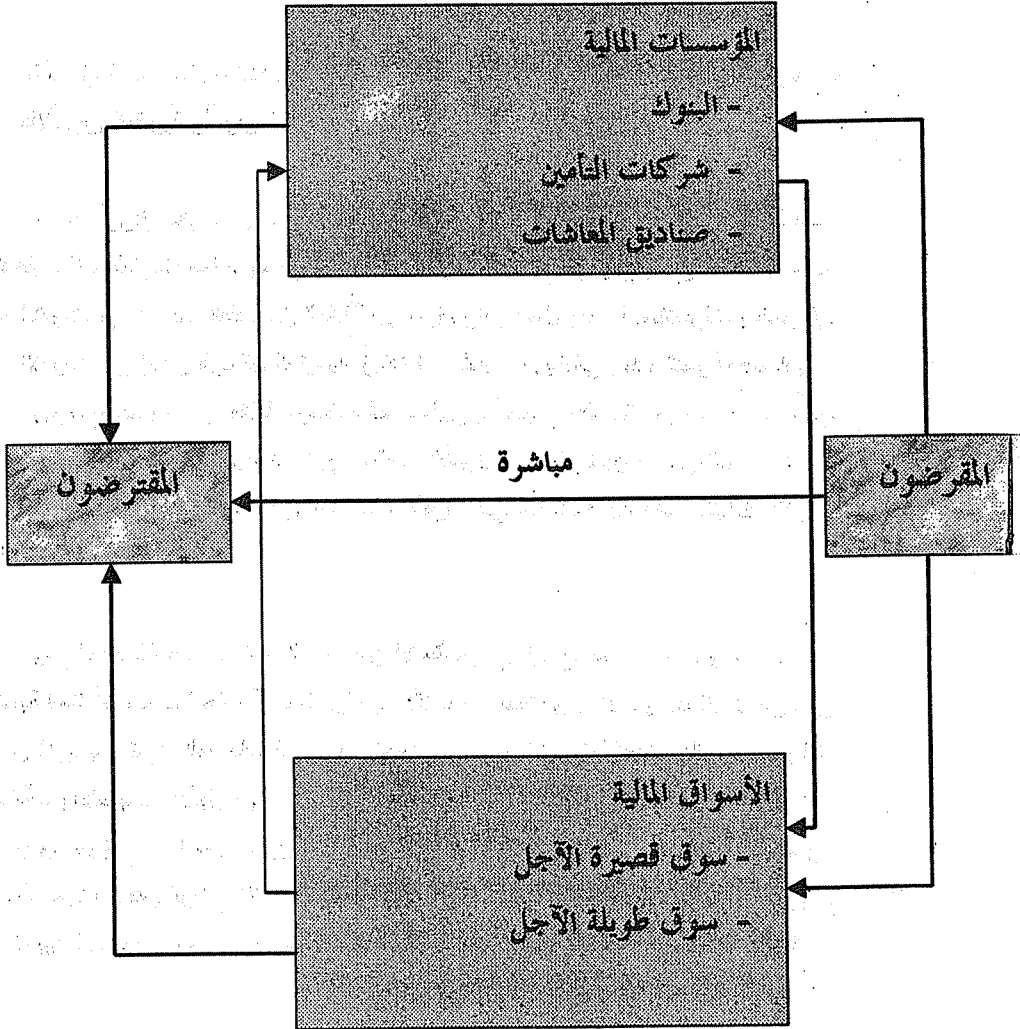 المؤسسات المالية
- البنوك
- شركات التأمين
- صناديق المعاشات
المقرضون
مباشرة
المقترضون
الأسواق المالية
- سوق قصيرة الآجل
- سوق طويلة الآجل